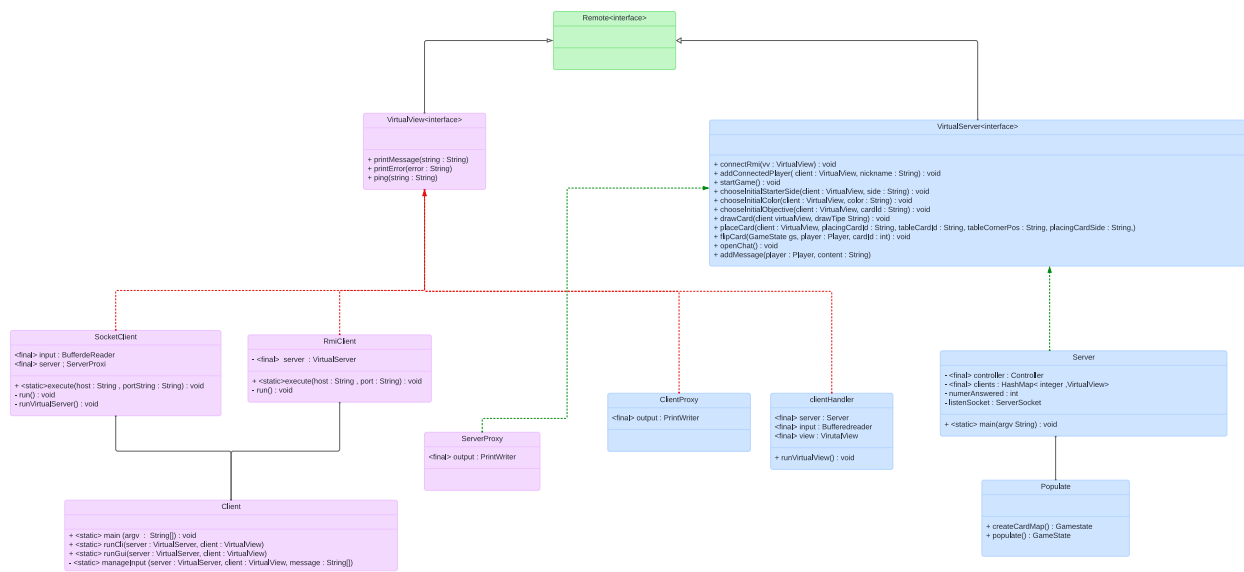 Remote<interface>
VirtualView<interface>
+ printMessage(string : String)
+ printError(error : String)
+ ping(string : String)
VirtualServer<interface>
+ connectRmi(vv : VirtualView) : void
+ addConnectedPlayer( client : VirtualView, nickname : String) : void
+ startGame() : void
+ chooseInitialStarterSide(client : VirtualView, side : String) : void
+ chooseInitialColor(client : VirtualView, color : String) : void
+ chooseInitialObjective(client : VirtualView, cardId : String) : void
+ drawCard(client virtualView, drawTipe String) : void
+ placeCard(client : VirtualView, placingCardId : String, tableCardId : String, tableCornerPos : String, placingCardSide : String,)
+ flipCard(GameState gs, player : Player, cardId : int) : void
+ openChat() : void
+ addMessage(player : Player, content : String)
SocketClient
<final> input : BufferdeReader
<final> server ; ServerProxi
+ <static>execute(host : String , portString : String) : void
- run() : void
- runVirtualServer() : void
RmiClient
- <final> server : VirtualServer
+ <static>execute(host : String , port : String) : void
- run() : void
ServerProxy
<final> output : PrintWriter
ClientProxy
<final> output : PrintWriter
clientHandler
<final> server : Server
<final> input : Bufferedreader
<final> view : VirutalView
+ runVirtualView() : void
Server
- <final> controller : Controller
- <final> clients : HashMap< integer ,VirtualView>
- numerAnswered : int
- listenSocket : ServerSocket
+ <static> main(argv String) : void
Populate
+ createCardMap() : Gamestate
+ populate() : GameState
Client
+ <static> main (argv : String[]) : void
+ <static> runCli(server : VirtualServer, client : VirtualView)
+ <static> runGui(server : VirtualServer, client : VirtualView)
- <static> manageInput (server : VirtualServer, client : VirtualView, message : String[])